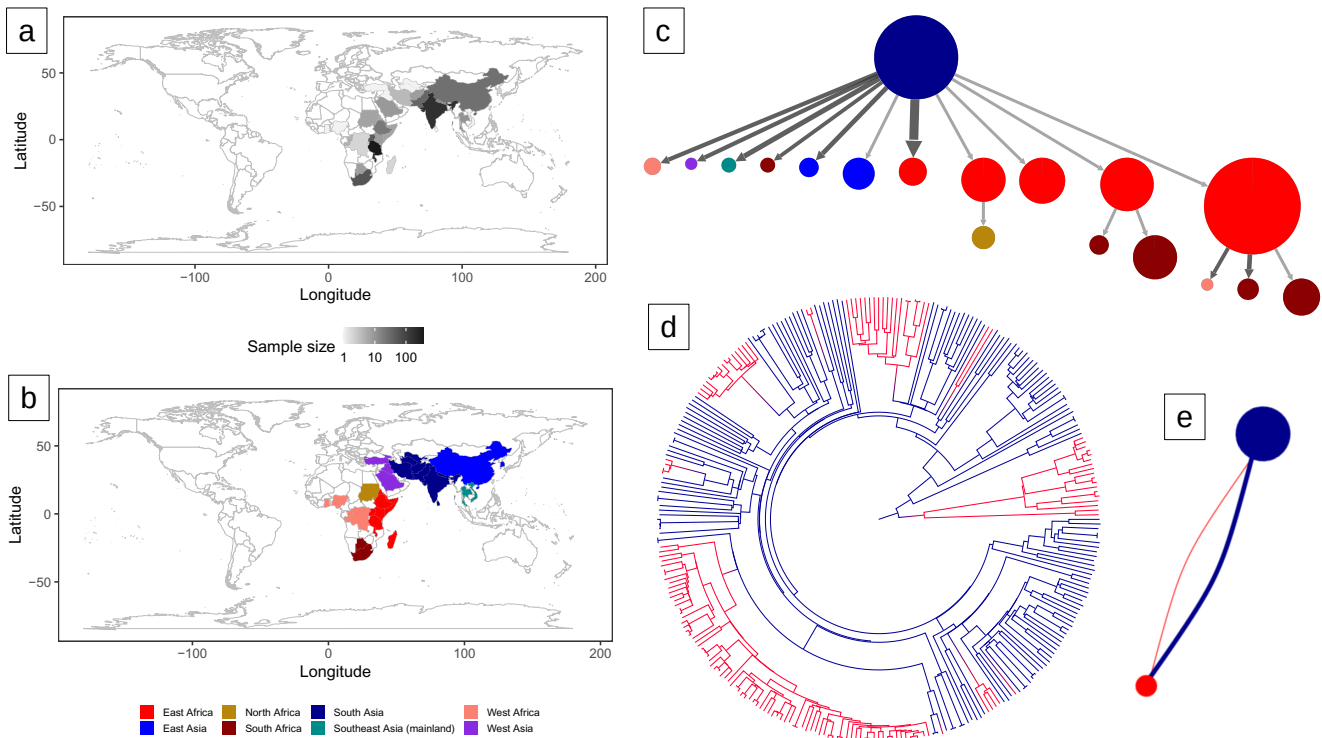 a
Latitude
50
0
−50
−100
0
100
200
Longitude
Sample size
1
10
100
b
Latitude
50
0
−50
−100
0
100
200
Longitude
East Africa
North Africa
South Asia
West Africa
East Asia
South Africa
Southeast Asia (mainland)
West Asia
c
d
e